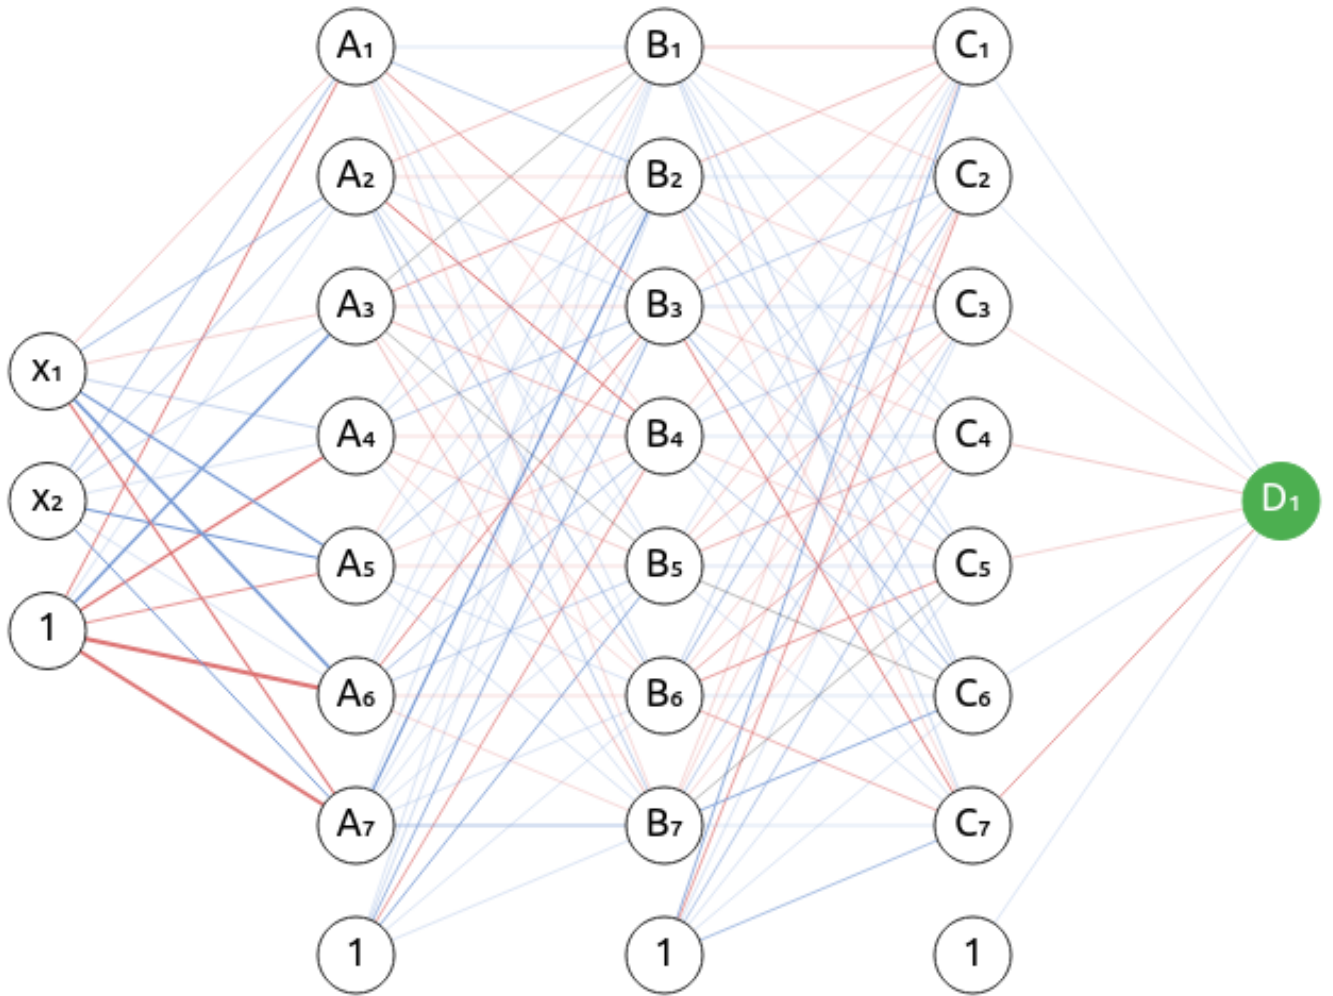 A₁ B₁ C₁
A₂ B₂ C₂
A₃ B₃ C₃
X₁
A₄ B₄ C₄
X₂ D₁
A₅ B₅ C₅
1
A₆ B₆ C₆
A₇ B₇ C₇
1 1 1